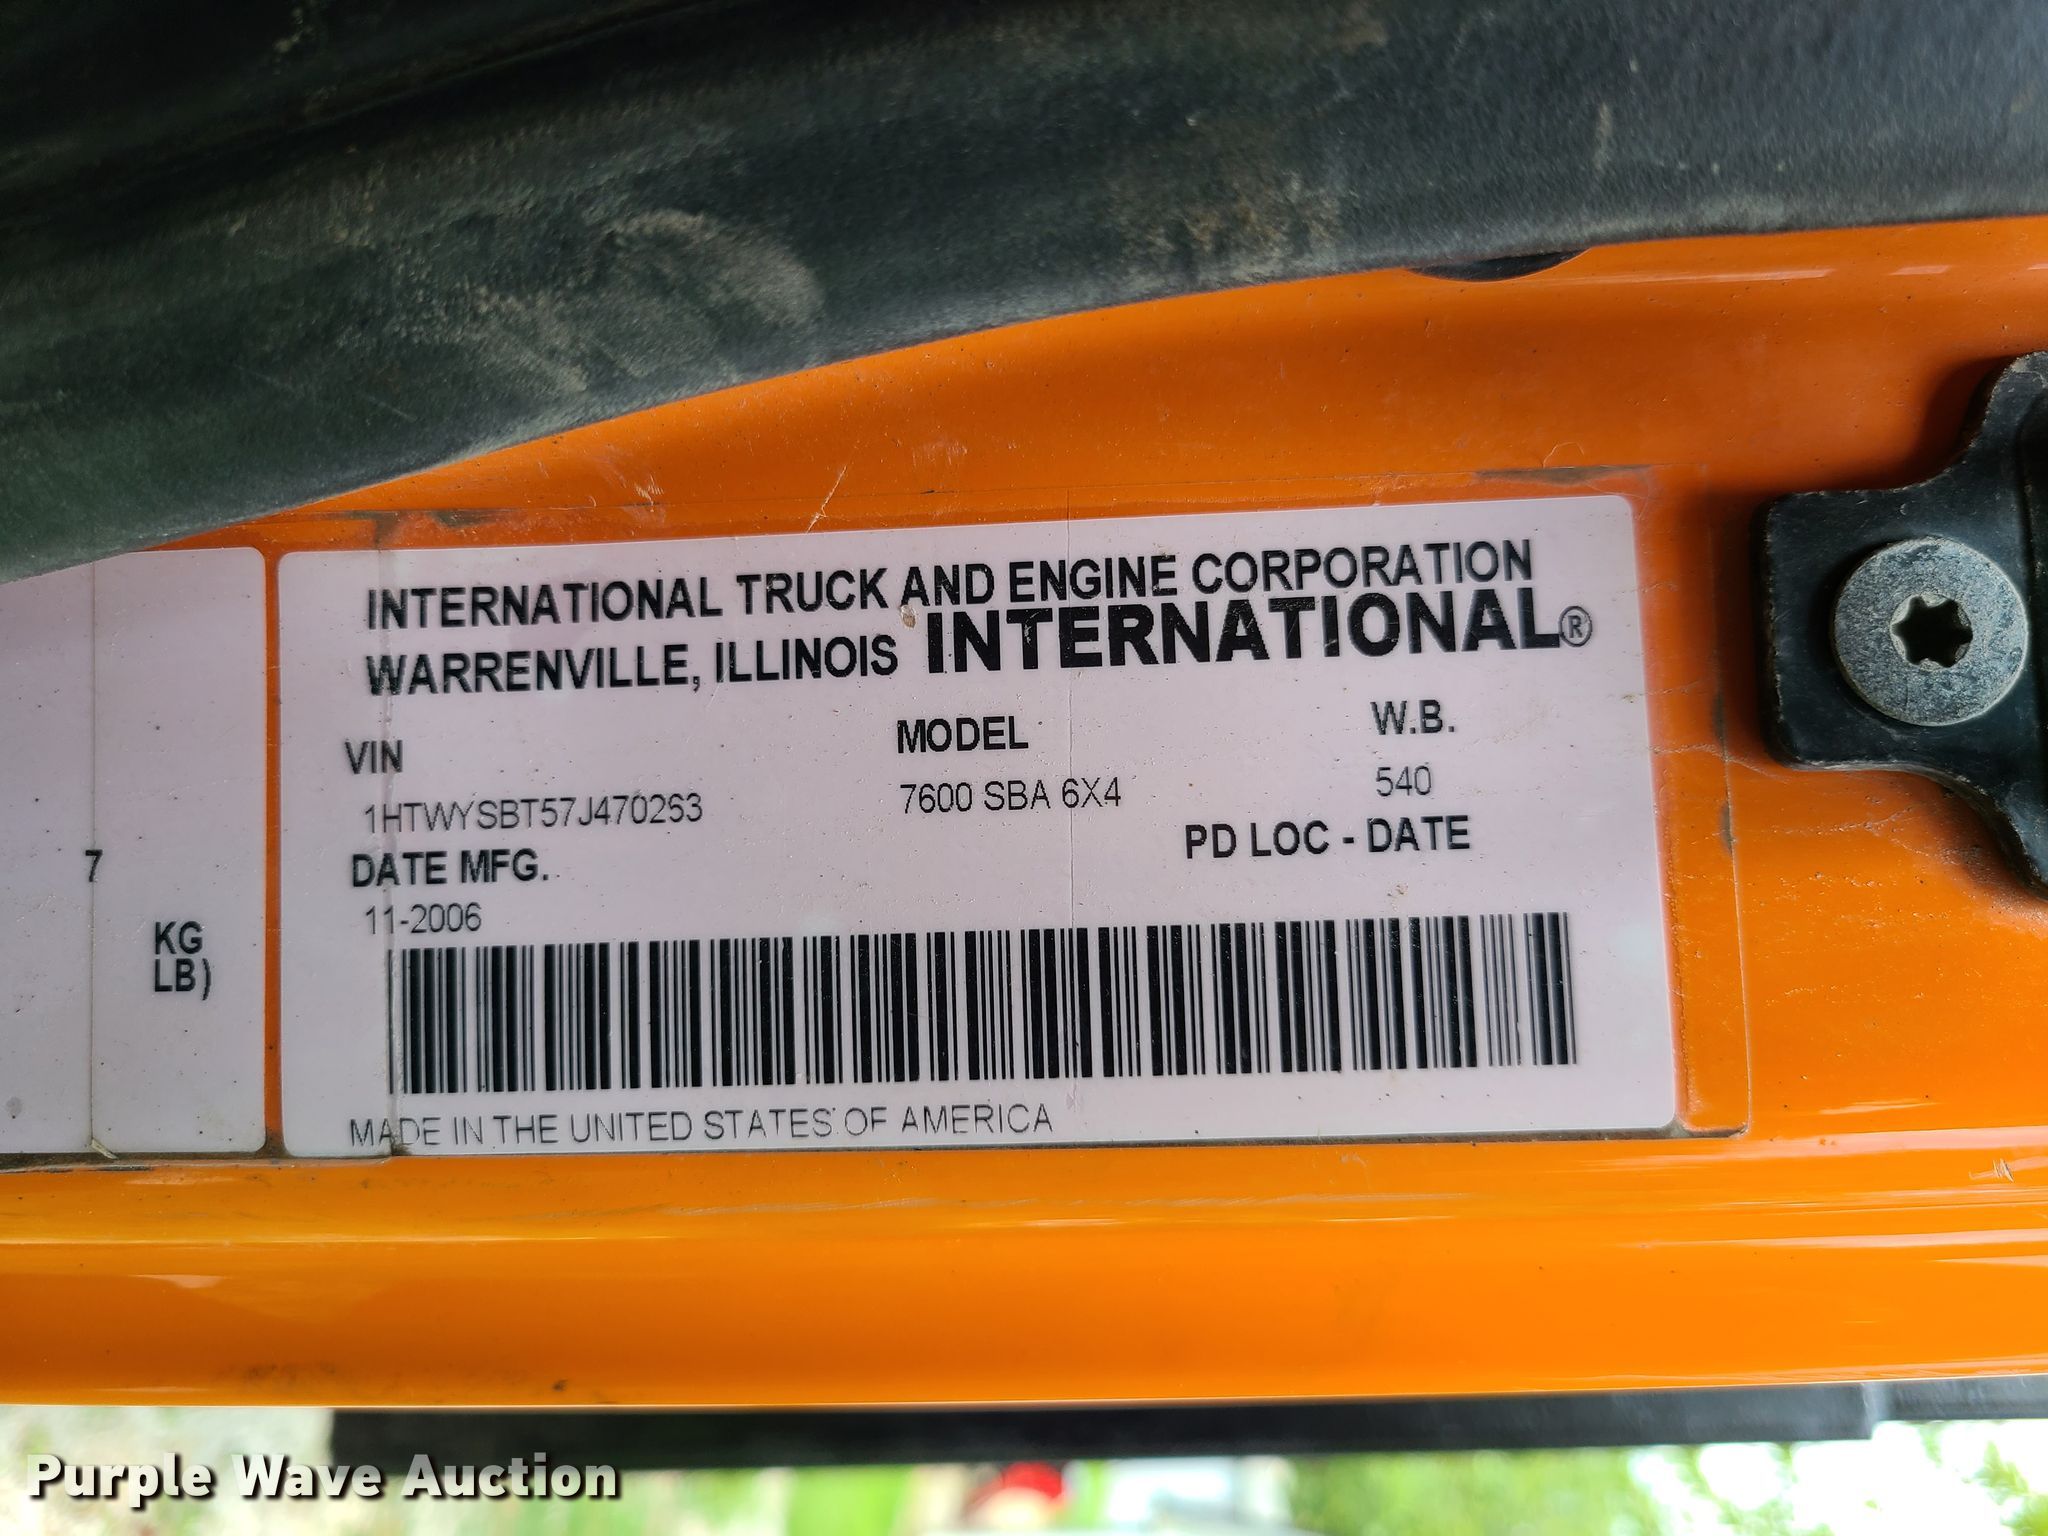 INTERNATIONAL TRUCK AND ENGINE CORPORATION
WARRENVILLE, ILLINOIS INTERNATIONAL®
VIN MODEL W.B.
1HTWYSBT57J470263 7600 SBA 6X4 540
DATE MFG. PD LOC - DATE
11-2006
MADE IN THE UNITED STATES OF AMERICA
7
KG
LB)
Purple Wave Auction